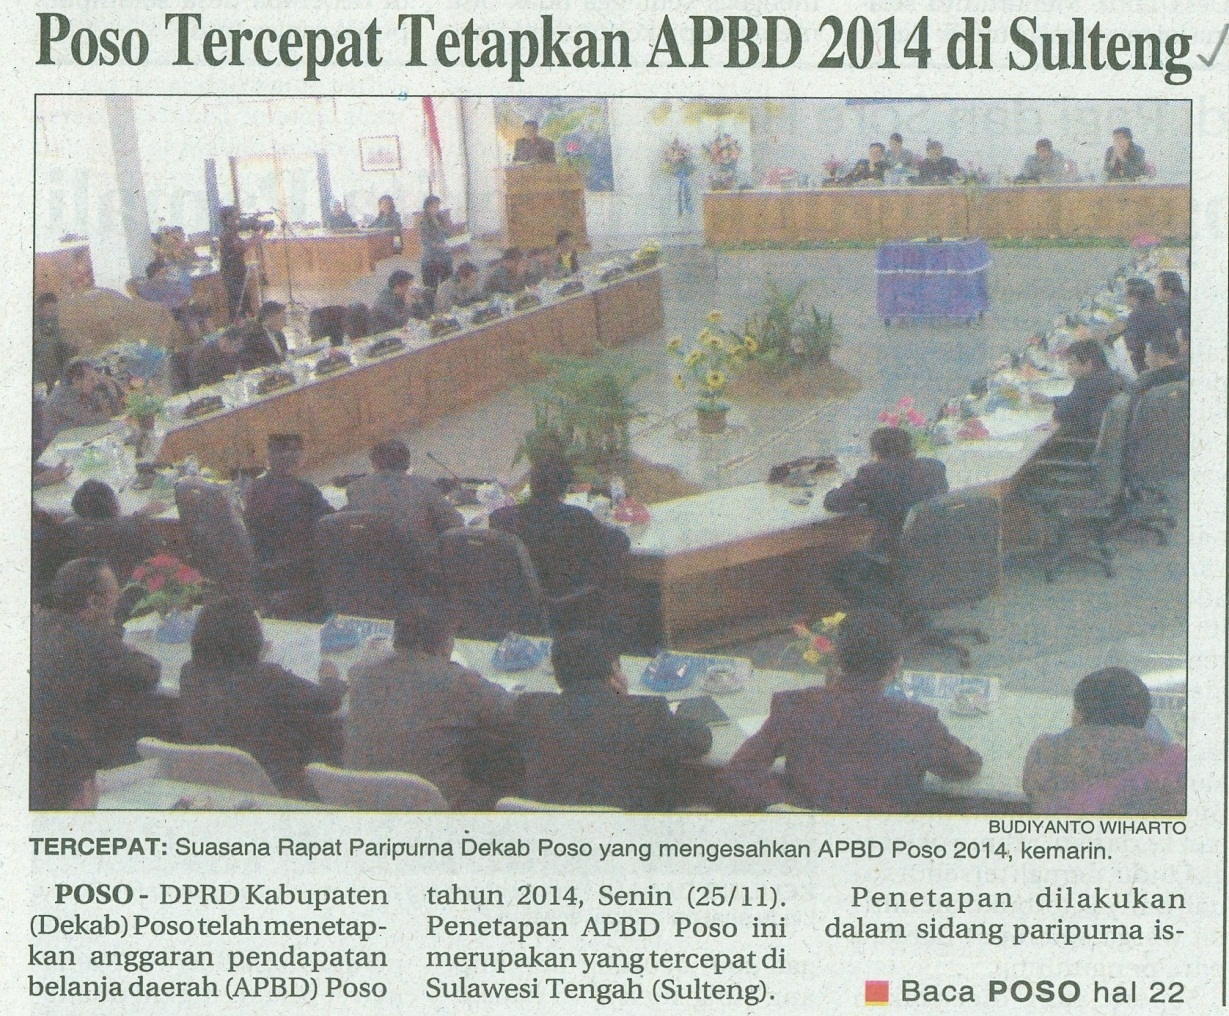 Poso Tercepat Tetapkan APBD 2014 di Sulteng
BUDIYANTO WIHARTO
TERCEPAT: Suasana Rapat Paripurna Dekab Poso yang mengesahkan APBD Poso 2014, kemarin.
POSO - DPRD Kabupaten
(Dekab) Poso telah menetap-
kan anggaran pendapatan
belanja daerah (APBD) Poso
tahun 2014, Senin (25/11).
Penetapan APBD Poso ini
merupakan yang tercepat di
Sulawesi Tengah (Sulteng).
Penetapan dilakukan
dalam sidang paripurna is-
Baca POSO hal 22